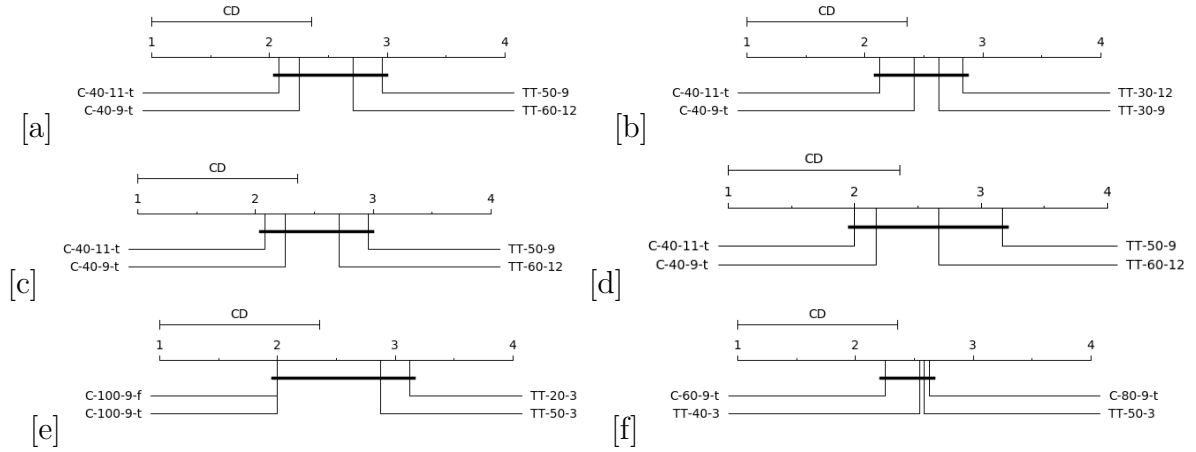 CD
1 2 3 4
C-40-11-t TT-50-9
C-40-9-t TT-60-12
[a]
CD
1 2 3 4
C-40-11-t TT-30-12
C-40-9-t TT-30-9
[b]
CD
1 2 3 4
C-40-11-t TT-50-9
C-40-9-t TT-60-12
[c]
CD
1 2 3 4
C-40-11-t TT-50-9
C-40-9-t TT-60-12
[d]
CD
1 2 3 4
C-100-9-f TT-20-3
C-100-9-t TT-50-3
[e]
CD
1 2 3 4
C-60-9-t C-80-9-t
TT-40-3 TT-50-3
[f]